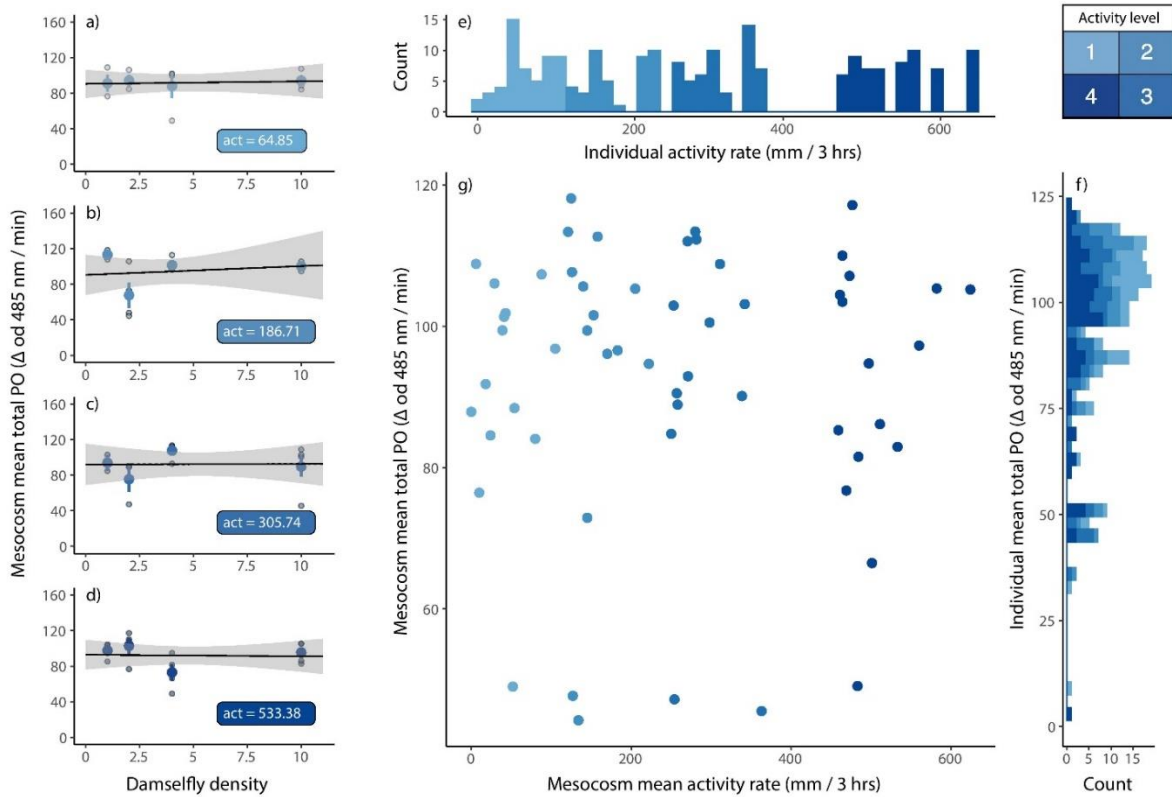 a)
160
120
80
40
0
act = 64.85
0 2.5 5 7.5 10
b)
160
120
80
40
0
act = 186.71
0 2.5 5 7.5 10
c)
160
120
80
40
0
act = 305.74
0 2.5 5 7.5 10
d)
160
120
80
40
0
act = 533.38
0 2.5 5 7.5 10
Mesocosm mean total PO (Δ od 485 nm / min)
Damselfly density
e)
Count
15
10
5
0
0 200 400 600
Individual activity rate (mm / 3 hrs)
Activity level
1 2
4 3
g)
Mesocosm mean total PO (Δ od 485 nm / min)
120
100
80
60
0 200 400 600
Mesocosm mean activity rate (mm / 3 hrs)
f)
Individual mean total PO (Δ od 485 nm / min)
125
100
75
50
25
0
0 5 10 15
Count